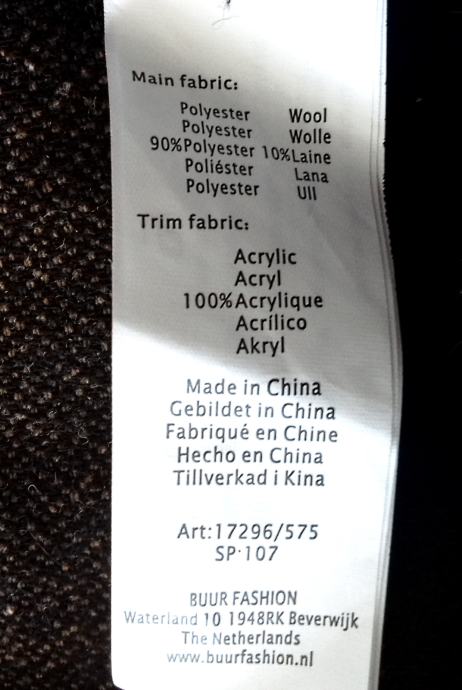 Main fabric:
Polyester Wool
Polyester Wolle
90%Polyester 10%Laine
Poliéster Lana
Polyester Ull
Trim fabric:
Acrylic
Acryl
100%Acrylique
Acrílico
Akryl
Made in China
Gebildet in China
Fabriqué en Chine
Hecho en China
Tillverkad i Kina
Art:17296/575
SP·107
BUUR FASHION
Waterland 10 1948RK Beverwijk
The Netherlands
www.buurfashion.nl